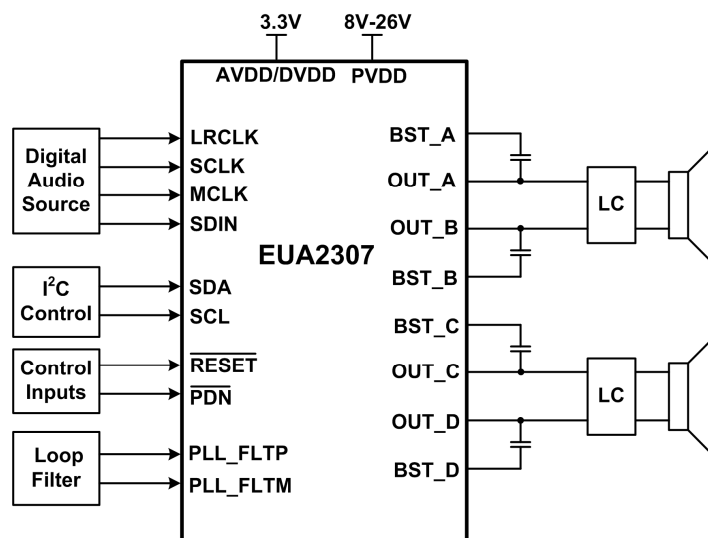 3.3V
8V-26V
AVDD/DVDD
PVDD
Digital
Audio
Source
LRCLK
SCLK
MCLK
SDIN
I²C
Control
SDA
SCL
Control
Inputs
RESET
PDN
Loop
Filter
PLL_FLTP
PLL_FLTM
EUA2307
BST_A
OUT_A
OUT_B
BST_B
BST_C
OUT_C
OUT_D
BST_D
LC
LC